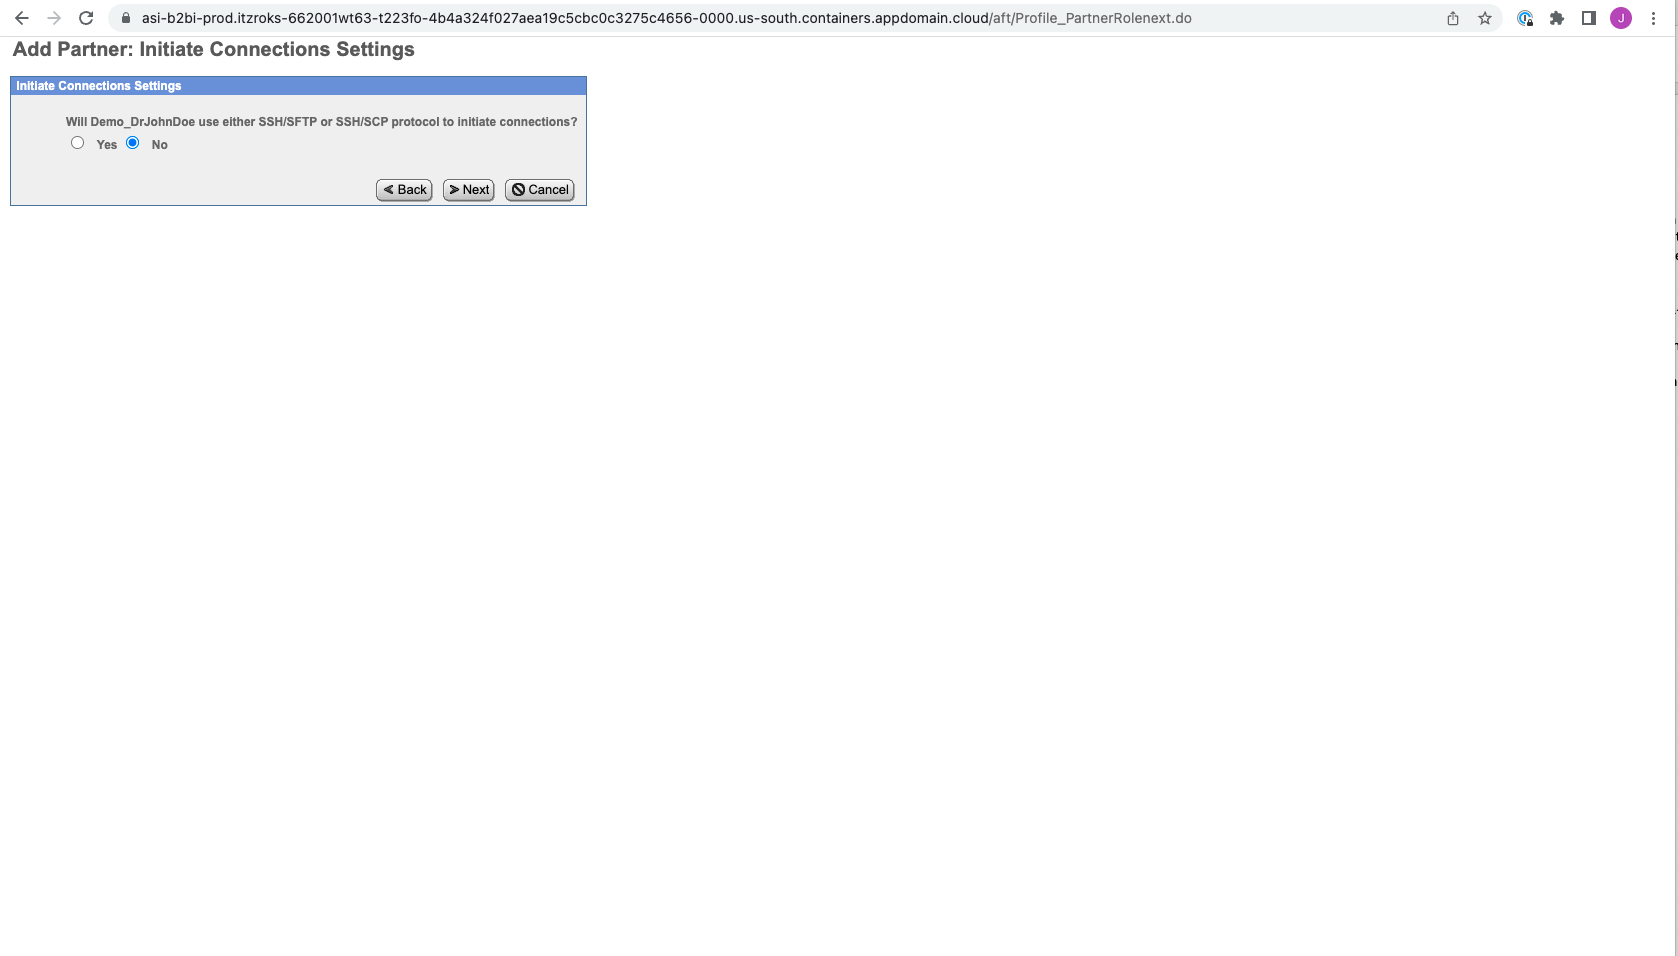 asi-b2bi-prod.itzroks-662001wt63-t223fo-4b4a324f027aea19c5cbc0c3275c4656-0000.us-south.containers.appdomain.cloud/aft/Profile_PartnerRolenext.do
J
Add Partner: Initiate Connections Settings
Initiate Connections Settings
Will Demo_DrJohnDoe use either SSH/SFTP or SSH/SCP protocol to initiate connections?
Yes No
Back Next Cancel